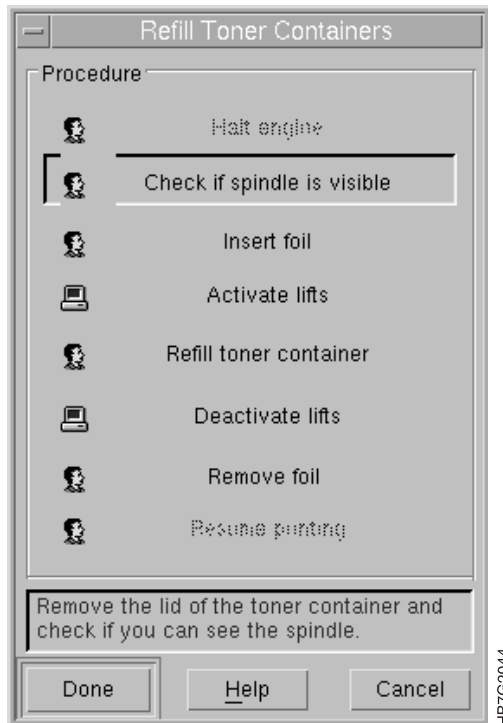 Refill Toner Containers
Procedure
Halt engine
Check if spindle is visible
Insert foil
Activate lifts
Refill toner container
Deactivate lifts
Remove foil
Resume printing
Remove the lid of the toner container and
check if you can see the spindle.
Done
Help
Cancel